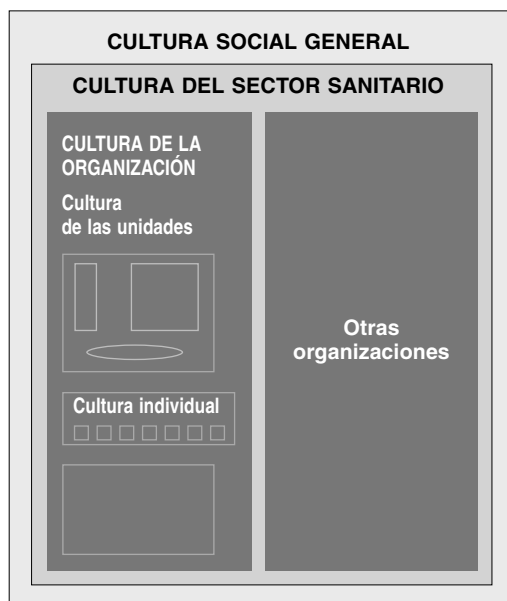 CULTURA SOCIAL GENERAL
CULTURA DEL SECTOR SANITARIO
CULTURA DE LA
ORGANIZACIÓN
Cultura
de las unidades
Cultura individual
Otras
organizaciones